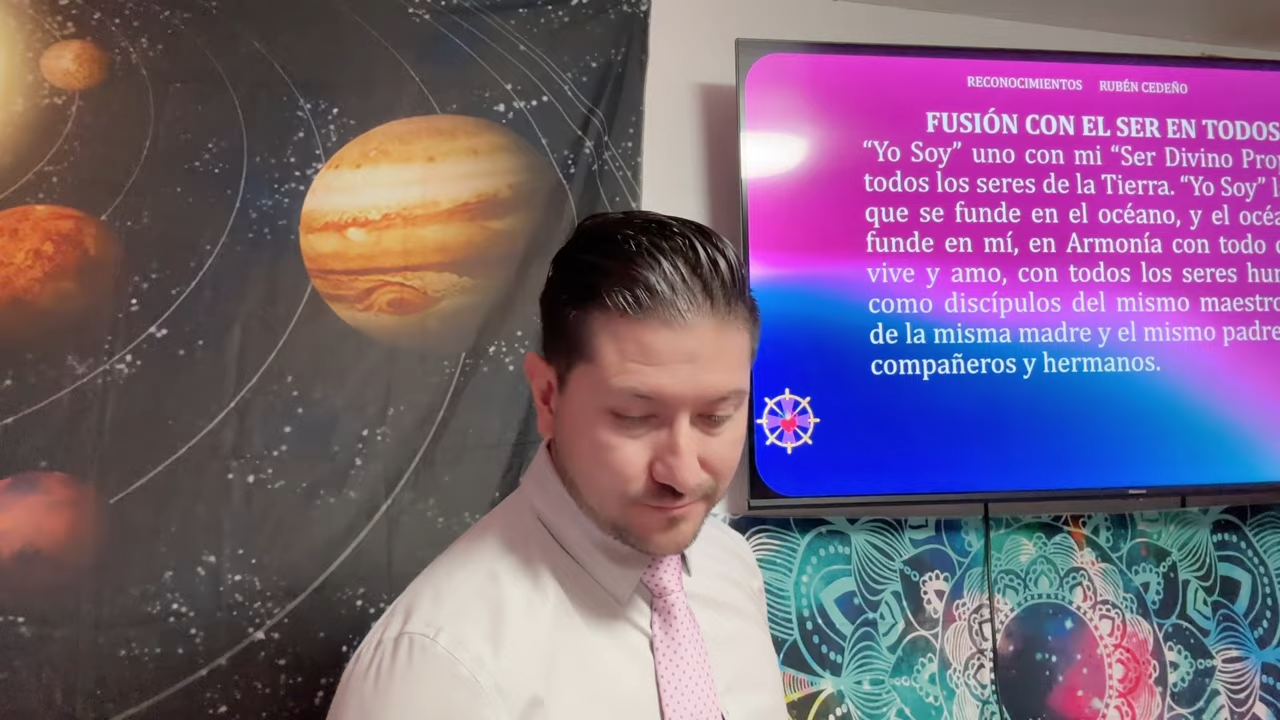 RECONOCIMIENTOS RUBÉN CEDEÑO
FUSIÓN CON EL SER EN TODOS
“Yo Soy” uno con mi “Ser Divino
todos los seres de la Tierra. “Yo Soy”
que se funde en el océano, y el
funde en mí, en Armonía con todo
vive y amo, con todos los seres
como discípulos del mismo
de la misma madre y el mismo padre
compañeros y hermanos.
Hisense